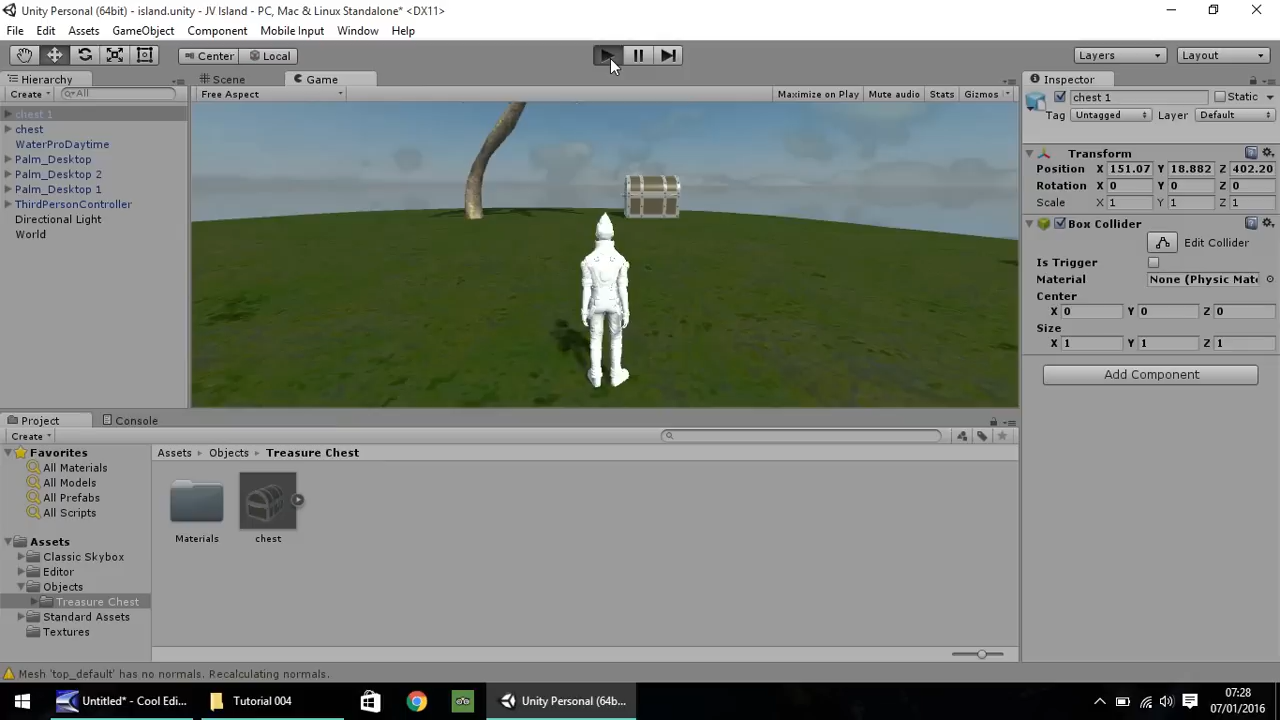 Unity Personal (64bit) - island.unity - JV Island - PC, Mac & Linux Standalone* <DX11>
File Edit Assets GameObject Component Mobile Input Window Help
Center Local Layers Layout
Hierarchy Scene Game Inspector
Create All Free Aspect Maximize on Play Mute audio Stats Gizmos chest 1 Static
chest 1
Tag Untagged Layer Default
chest
WaterProDaytime
Palm_Desktop
Palm_Desktop 2
Palm_Desktop 1
ThirdPersonController
Directional Light
World
Transform
Position X 151.07 Y 18.882 Z 402.20
Rotation X 0 Y 0 Z 0
Scale X 1 Y 1 Z 1
Box Collider
Edit Collider
Is Trigger
Material None (Physic Mate
Center
X 0 Y 0 Z 0
Size
X 1 Y 1 Z 1
Add Component
Project Console
Create
Favorites
All Materials
All Models
All Prefabs
All Scripts
Assets
Classic Skybox
Editor
Objects
Treasure Chest
Standard Assets
Textures
Assets Objects Treasure Chest
Materials chest
Mesh 'top_default' has no normals. Recalculating normals.
Untitled* - Cool Edi... Tutorial 004 Unity Personal (64b...
07:28
07/01/2016